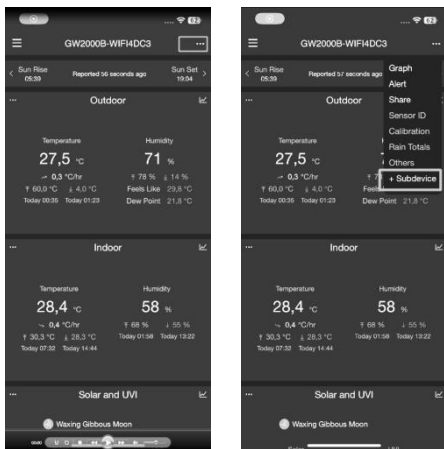 GW2000B-WIFI4DC3
Sun Rise
05:39
Reported 56 seconds ago
Sun Set
19:04
Outdoor
Temperature Humidity
27,5 °C 71 %
0,3 °C/hr 78 % 14 %
60,0 °C 4,0 °C Feels Like 29,8 °C
Today 00:35 Today 01:23 Dew Point 21,8 °C
Indoor
Temperature Humidity
28,4 °C 58 %
0,4 °C/hr 68 % 55 %
30,3 °C 28,3 °C Today 01:58 Today 13:22
Today 07:32 Today 14:44
Solar and UVI
Waxing Gibbous Moon
00:00
GW2000B-WIFI4DC3
Sun Rise
05:39
Reported 57 seconds ago
Graph
Alert
Share
Sensor ID
Calibration
Rain Totals
Others
+ Subdevice
Temperature
27,5 °C
0,3 °C/hr
60,0 °C 4,0 °C
Today 00:35 Today 01:23 Dew Point 21,8 °C
Indoor
Temperature Humidity
28,4 °C 58 %
0,4 °C/hr 68 % 55 %
30,3 °C 28,3 °C Today 01:58 Today 13:22
Today 07:32 Today 14:44
Solar and UVI
Waxing Gibbous Moon